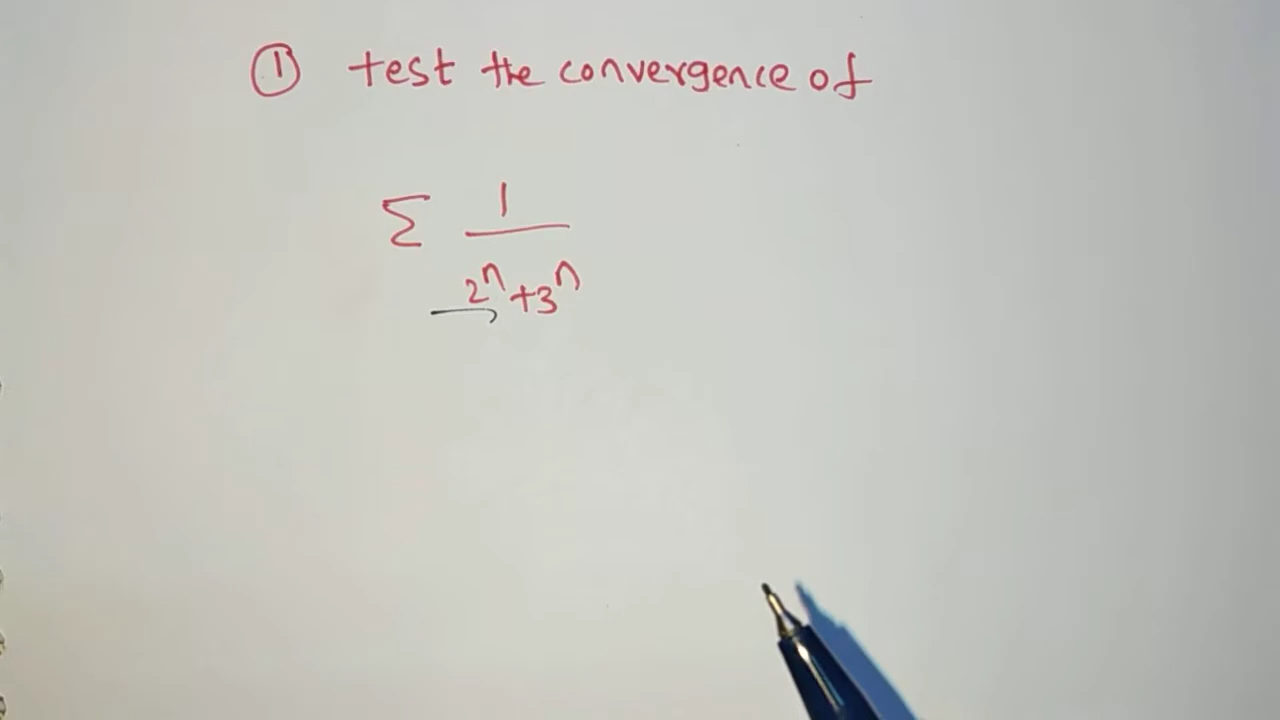 ① test the convergence of
Σ 1
2ⁿ+3ⁿ